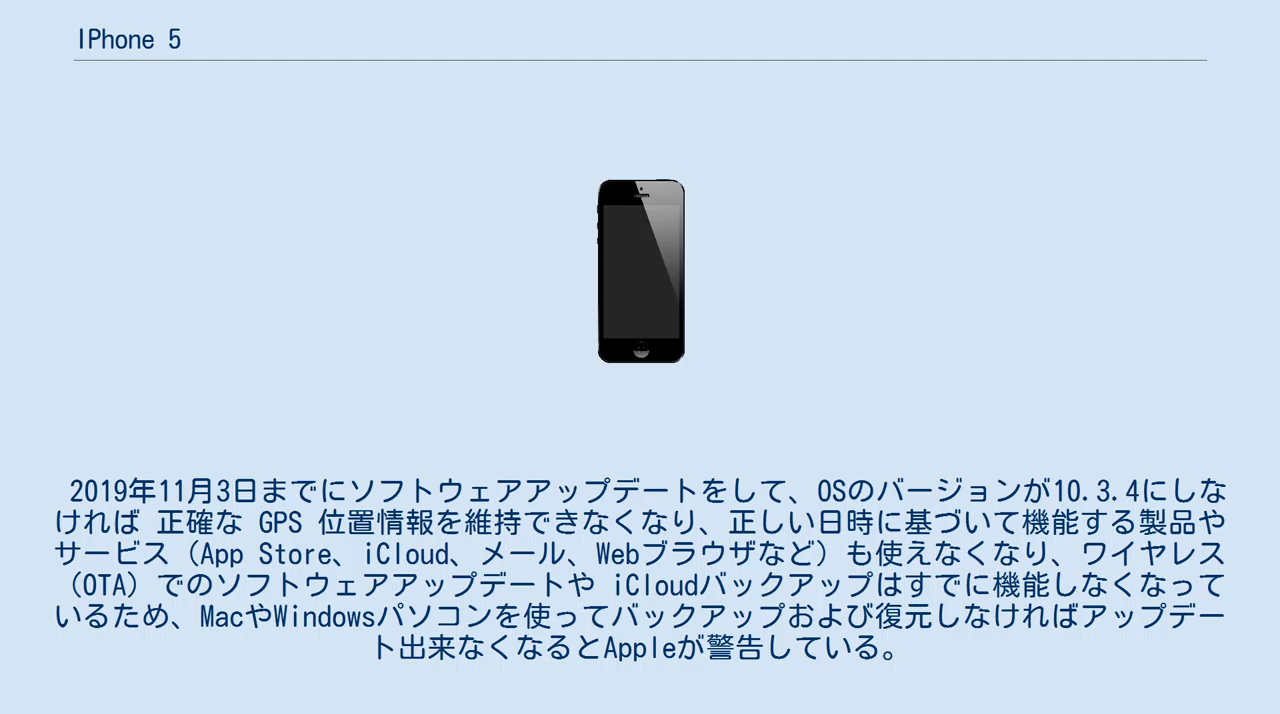 IPhone 5
2019年11月3日までにソフトウェアアップデートをして、OSのバージョンが10.3.4にしな
ければ 正確な GPS 位置情報を維持できなくなり、正しい日時に基づいて機能する製品や
サービス（App Store、iCloud、メール、Webブラウザなど）も使えなくなり、ワイヤレス
（OTA）でのソフトウェアアップデートや iCloudバックアップはすでに機能しなくなって
いるため、MacやWindowsパソコンを使ってバックアップおよび復元しなければアップデー
ト出来なくなるとAppleが警告している。